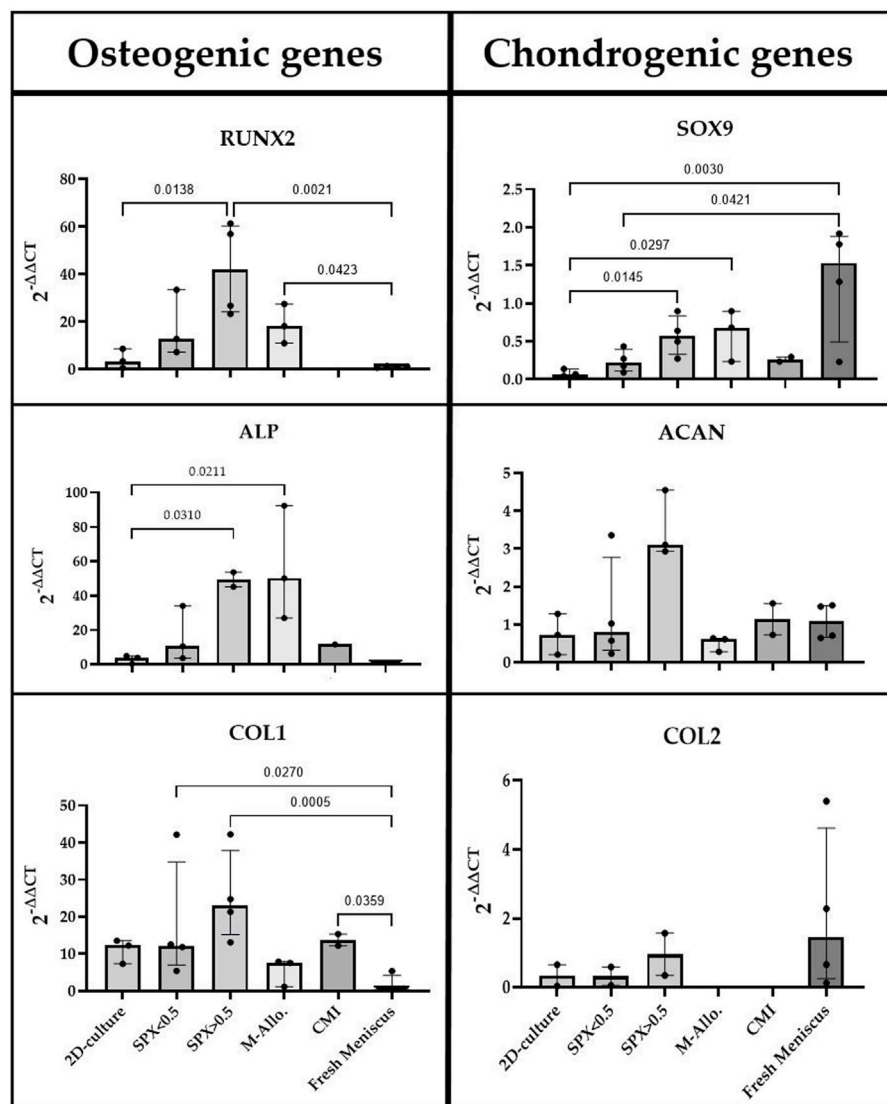 Osteogenic genes
Chondrogenic genes
RUNX2
0.0138
0.0021
0.0423
2^-ΔΔCT
80
60
40
20
0
SOX9
0.0030
0.0421
0.0297
0.0145
2^-ΔΔCT
2.5
2.0
1.5
1.0
0.5
0.0
ALP
0.0211
0.0310
2^-ΔΔCT
100
80
60
40
20
0
ACAN
2^-ΔΔCT
5
4
3
2
1
0
COL1
0.0270
0.0005
0.0359
2^-ΔΔCT
50
40
30
20
10
0
2D-culture
SPX<0.5
SPX>0.5
M-Allo.
CMI
Fresh Meniscus
COL2
2^-ΔΔCT
6
4
2
0
2D-culture
SPX<0.5
SPX>0.5
M-Allo.
CMI
Fresh Meniscus